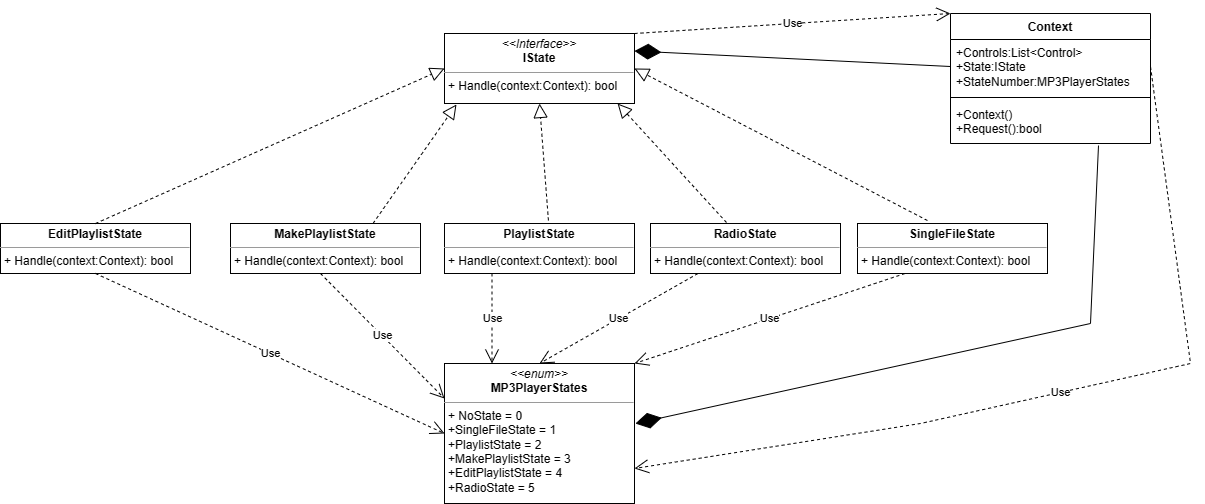 Use
Context
+Controls:List<Control>
+State:IState
+StateNumber:MP3PlayerStates
+Context()
+Request():bool
<<Interface>>
IState
+ Handle(context:Context): bool
EditPlaylistState
+ Handle(context:Context): bool
MakePlaylistState
+ Handle(context:Context): bool
PlaylistState
+ Handle(context:Context): bool
RadioState
+ Handle(context:Context): bool
SingleFileState
+ Handle(context:Context): bool
Use
Use
Use
Use
Use
Use
<<enum>>
MP3PlayerStates
+ NoState = 0
+SingleFileState = 1
+PlaylistState = 2
+MakePlaylistState = 3
+EditPlaylistState = 4
+RadioState = 5